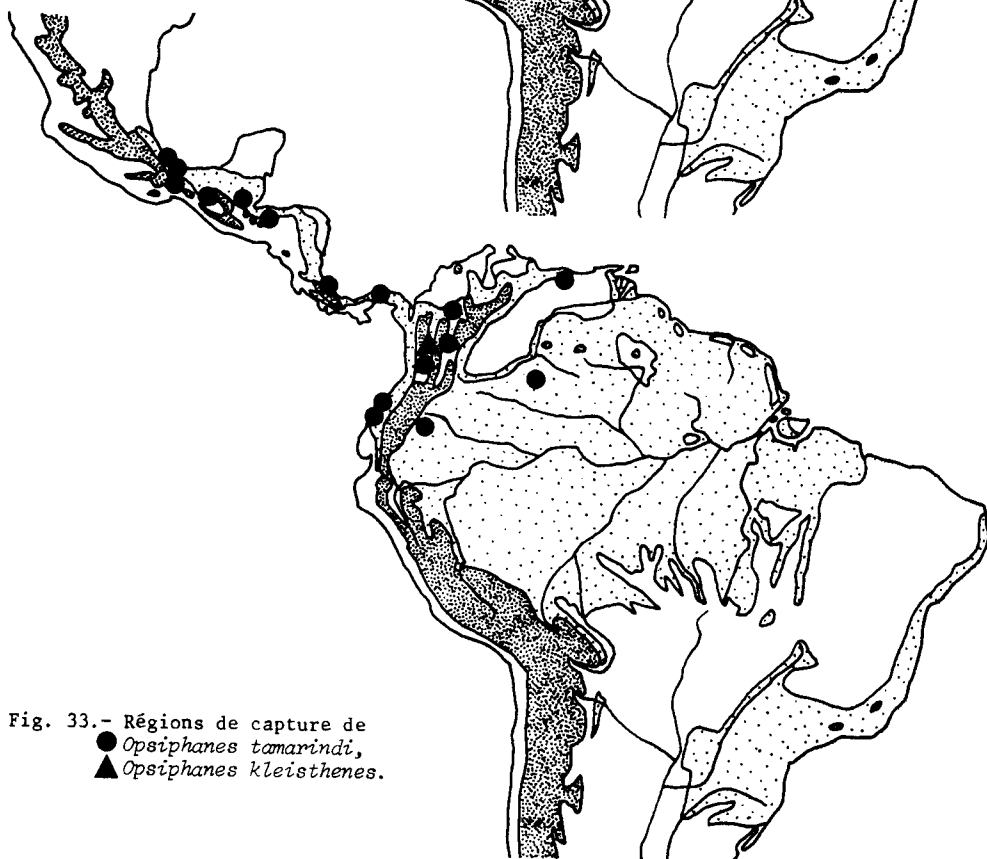 Fig. 33.- Régions de capture de
Opsiphanes tamarindi,
Opsiphanes kleisthenes.